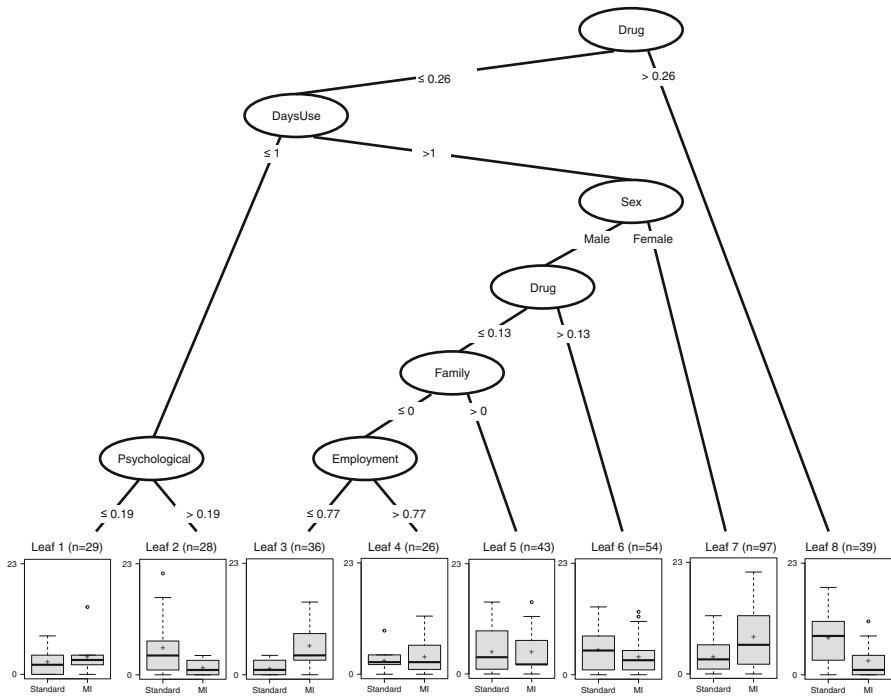 Drug
≤ 0.26
> 0.26
DaysUse
≤ 1
>1
Sex
Male Female
Drug
≤ 0.13
> 0.13
Family
≤ 0
> 0
Psychological
Employment
≤ 0.19 > 0.19 ≤ 0.77 > 0.77
Leaf 1 (n=29) Leaf 2 (n=28) Leaf 3 (n=36) Leaf 4 (n=26) Leaf 5 (n=43) Leaf 6 (n=54) Leaf 7 (n=97) Leaf 8 (n=39)
23 23 23 23 23 23 23 23
0 0 0 0 0 0 0 0
Standard MI Standard MI Standard MI Standard MI Standard MI Standard MI Standard MI Standard MI